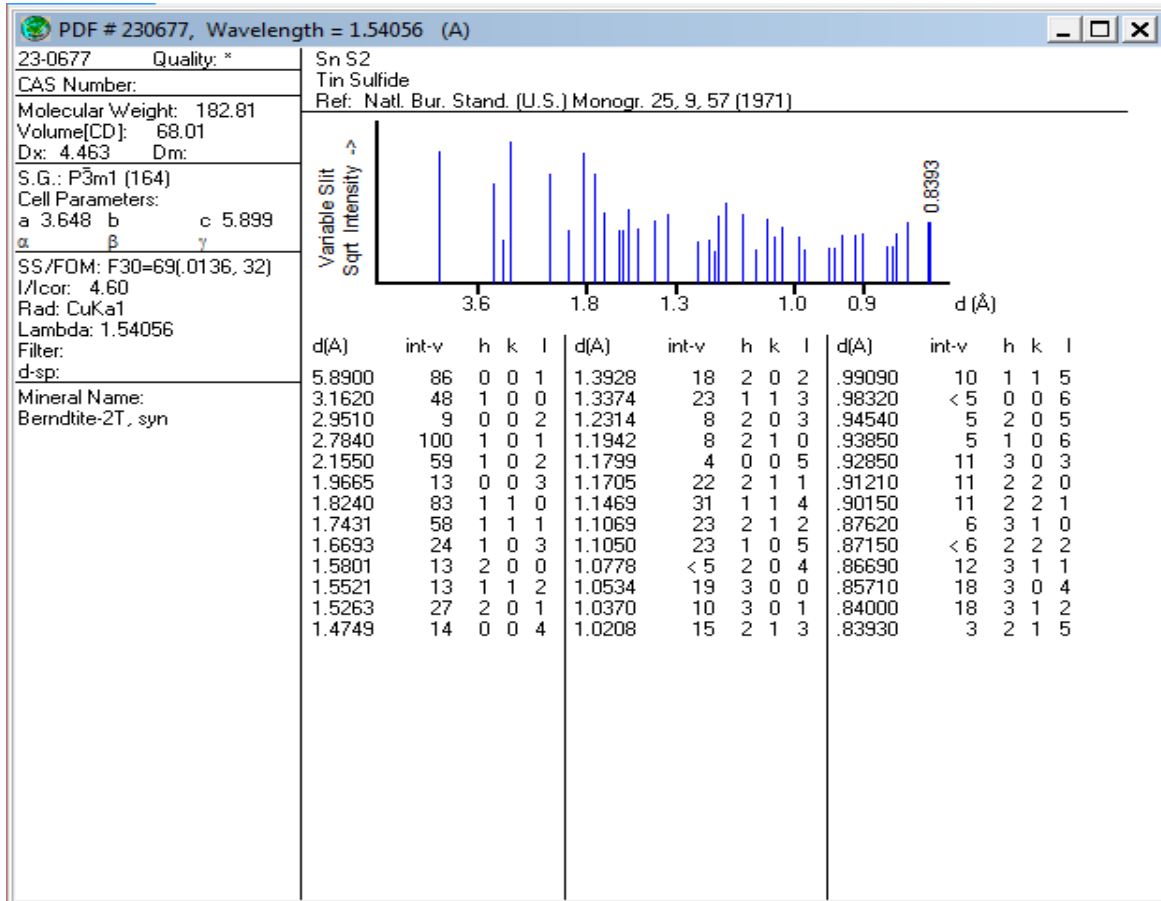 PDF # 230677, Wavelength = 1.54056 (A)
23-0677 Quality: *
CAS Number:
Molecular Weight: 182.81
Volume[CD]: 68.01
Dx: 4.463 Dm:
S.G.: P3̄m1 (164)
Cell Parameters:
a 3.648 b c 5.899
α β γ
SS/FOM: F30=69(.0136, 32)
I/Icor: 4.60
Rad: CuKa1
Lambda: 1.54056
Filter:
d-sp:
Mineral Name:
Berndtite-2T, syn
Sn S2
Tin Sulfide
Ref: Natl. Bur. Stand. (U.S.) Monogr. 25, 9, 57 (1971)
Variable Slit
Sqrt Intensity ->
0.8393
3.6 1.8 1.3 1.0 0.9 d (Å)
d(A) int-v h k l
5.8900 86 0 0 1
3.1620 48 1 0 0
2.9510 9 0 0 2
2.7840 100 1 0 1
2.1550 59 1 0 2
1.9665 13 0 0 3
1.8240 83 1 1 0
1.7431 58 1 1 1
1.6693 24 1 0 3
1.5801 13 2 0 0
1.5521 13 1 1 2
1.5263 27 2 0 1
1.4749 14 0 0 4
d(A) int-v h k l
1.3928 18 2 0 2
1.3374 23 1 1 3
1.2314 8 2 0 3
1.1942 8 2 1 0
1.1799 4 0 0 5
1.1705 22 2 1 1
1.1469 31 1 1 4
1.1069 23 2 1 2
1.1050 23 1 0 5
1.0778 < 5 2 0 4
1.0534 19 3 0 0
1.0370 10 3 0 1
1.0208 15 2 1 3
d(A) int-v h k l
.99090 10 1 1 5
.98320 < 5 0 0 6
.94540 5 2 0 5
.93850 5 1 0 6
.92850 11 3 0 3
.91210 11 2 2 0
.90150 11 2 2 1
.87620 6 3 1 0
.87150 < 6 2 2 2
.86690 12 3 1 1
.85710 18 3 0 4
.84000 18 3 1 2
.83930 3 2 1 5